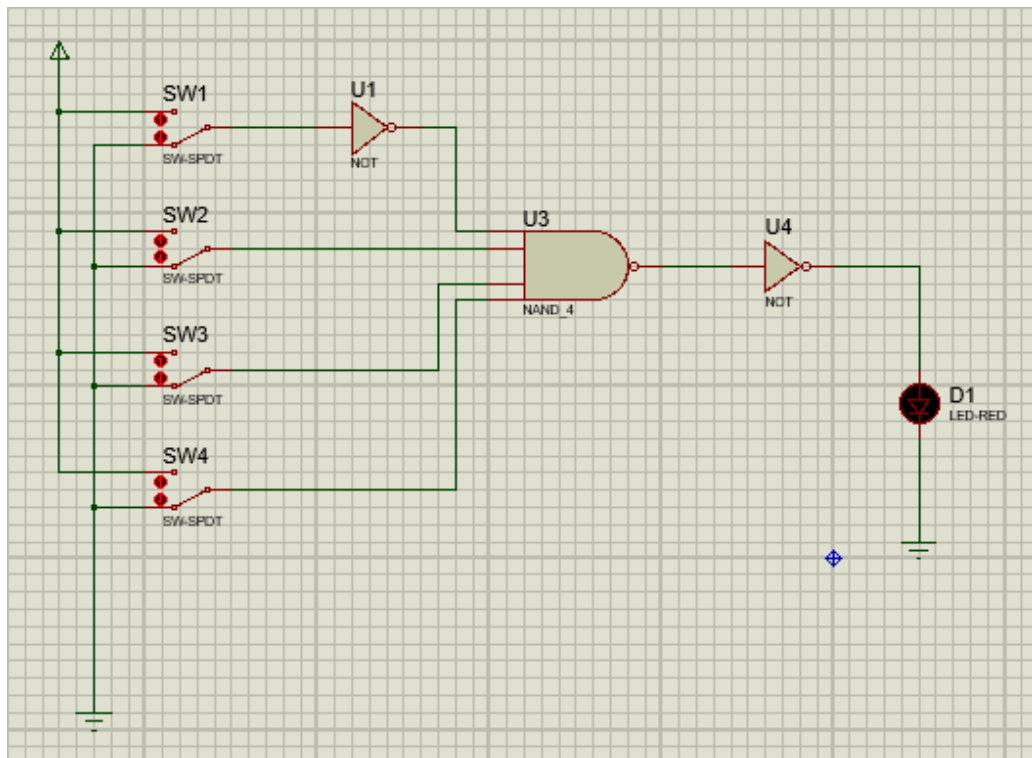 SW1
SW-SPDT
U1
NOT
SW2
SW-SPDT
U3
NAND_4
U4
NOT
SW3
SW-SPDT
D1
LED-RED
SW4
SW-SPDT